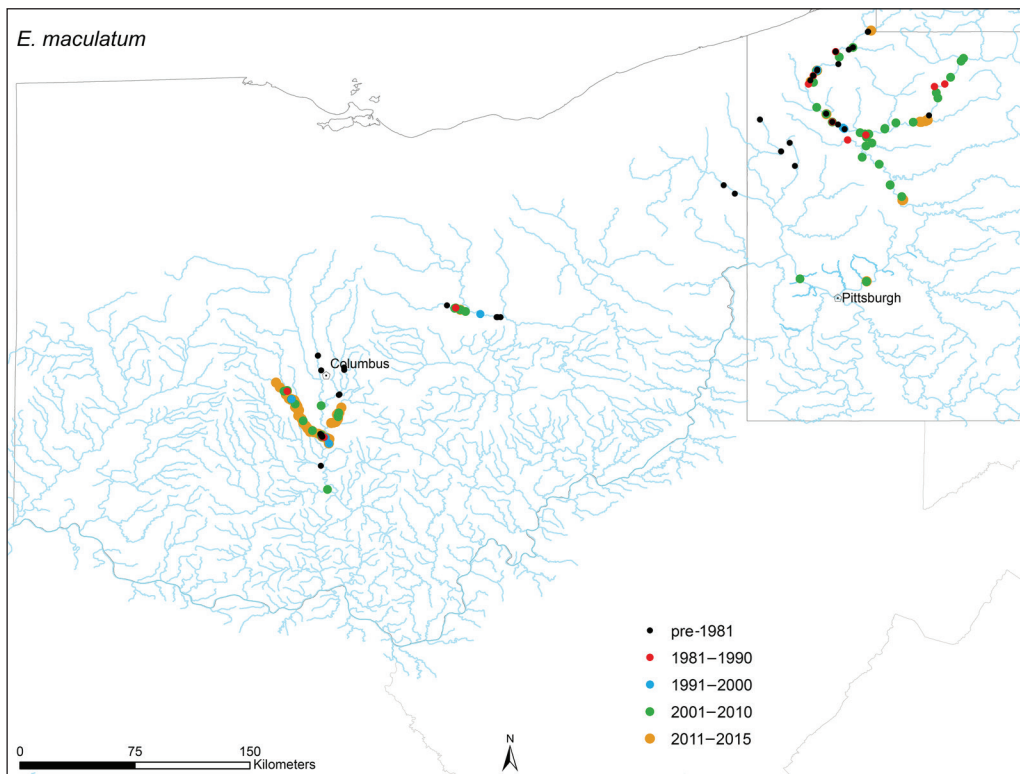 E. maculatum
Pittsburgh
Columbus
pre-1981
1981–1990
1991–2000
2001–2010
2011–2015
0 75 150
Kilometers
N